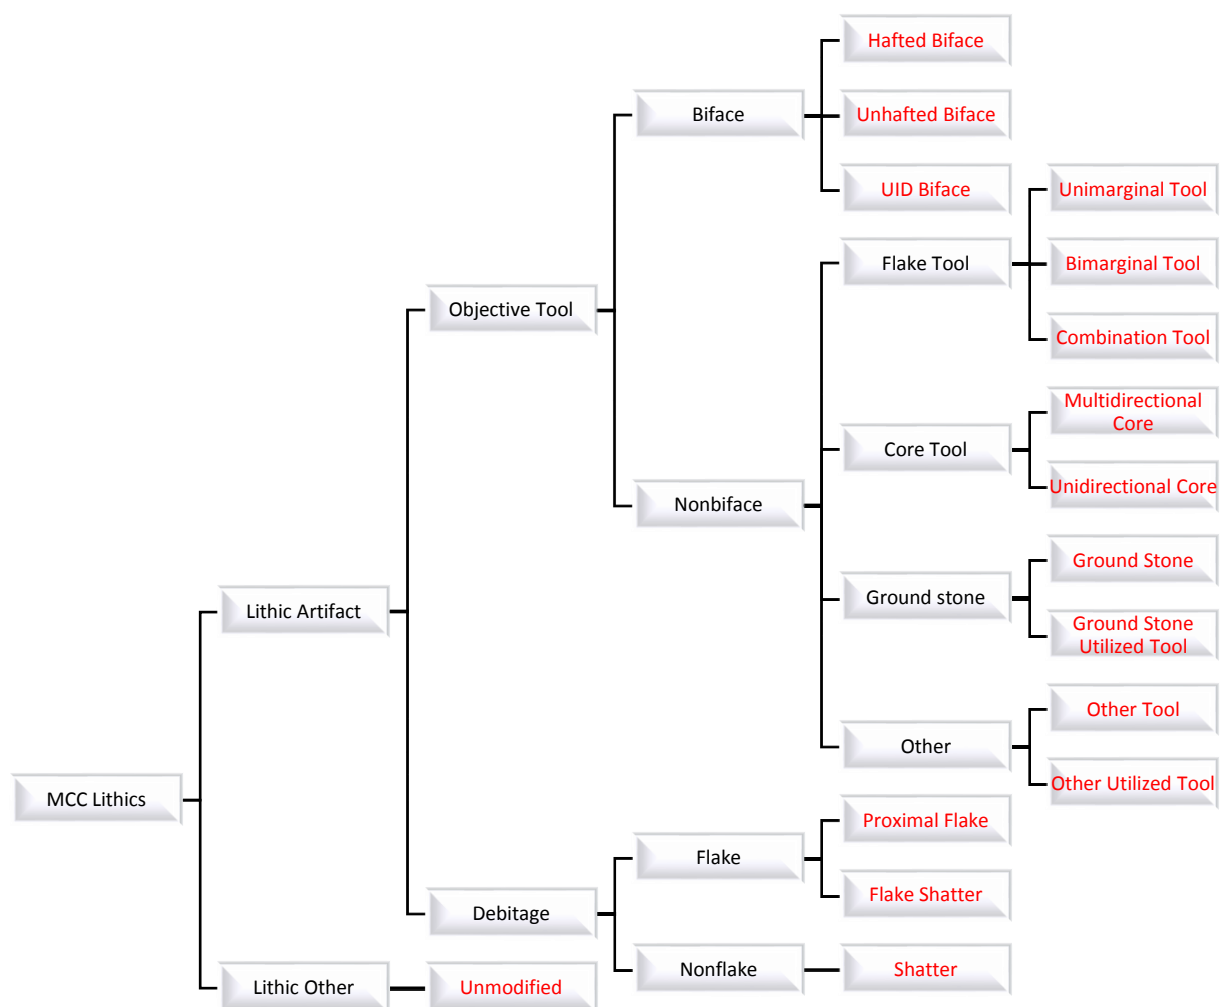 Hafted Biface
Biface
Unhafted Biface
UID Biface
Unimarginal Tool
Flake Tool
Bimarginal Tool
Objective Tool
Combination Tool
Multidirectional
Core
Core Tool
Unidirectional Core
Nonbiface
Ground Stone
Ground stone
Lithic Artifact
Ground Stone
Utilized Tool
Other Tool
Other
Other Utilized Tool
MCC Lithics
Proximal Flake
Flake
Flake Shatter
Debitage
Nonflake
Shatter
Lithic Other
Unmodified